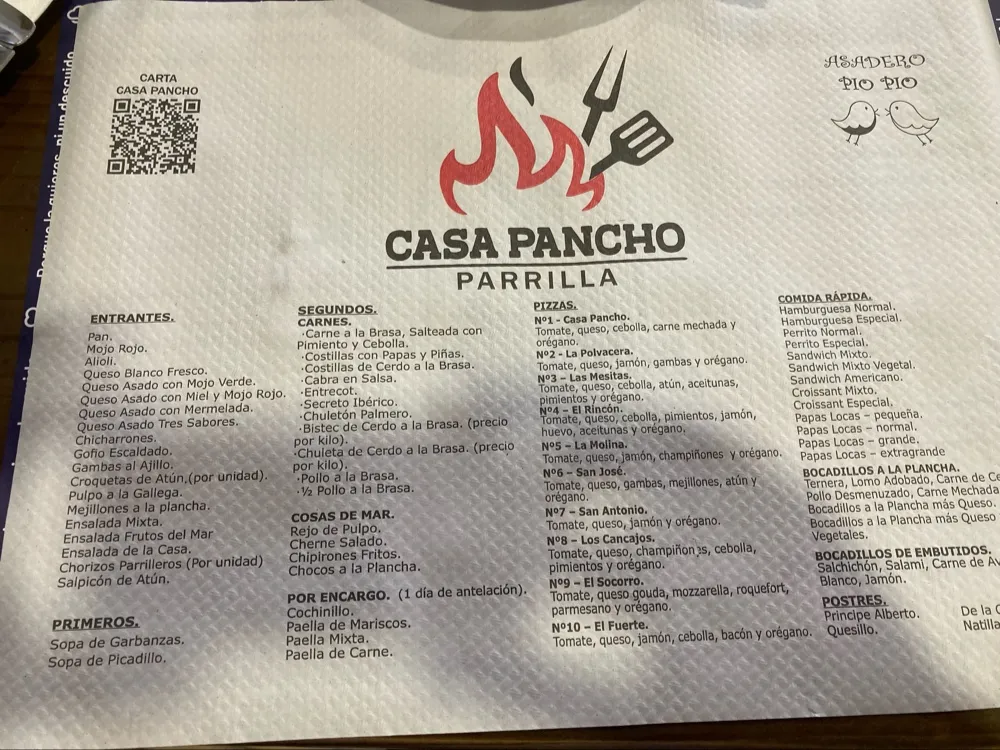 CARTA
CASA PANCHO
ASADERO
PIO PIO
CASA PANCHO
PARRILLA
ENTRANTES.
Pan.
Mojo Rojo.
Alioli.
Queso Blanco Fresco.
Queso Asado con Mojo Verde.
Queso Asado con Miel y Mojo Rojo.
Queso Asado con Mermelada.
Queso Asado Tres Sabores.
Chicharrones.
Gofio Escaldado.
Gambas al Ajillo.
Croquetas de Atún,(por unidad).
Pulpo a la Gallega.
Mejillones a la plancha.
Ensalada Mixta.
Ensalada Frutos del Mar
Ensalada de la Casa.
Chorizos Parrilleros (Por unidad)
Salpicón de Atún.
PRIMEROS.
Sopa de Garbanzas.
Sopa de Picadillo.
SEGUNDOS.
CARNES.
·Carne a la Brasa, Salteada con
Pimiento y Cebolla.
·Costillas con Papas y Piñas.
·Costillas de Cerdo a la Brasa.
·Cabra en Salsa.
·Entrecot.
·Secreto Ibérico.
·Chuletón Palmero.
·Bistec de Cerdo a la Brasa. (precio
por kilo).
·Chuleta de Cerdo a la Brasa. (precio
por kilo).
·Pollo a la Brasa.
·½ Pollo a la Brasa.
COSAS DE MAR.
Rejo de Pulpo.
Cherne Salado.
Chipirones Fritos.
Chocos a la Plancha.
POR ENCARGO. (1 día de antelación).
Cochinillo.
Paella de Mariscos.
Paella Mixta.
Paella de Carne.
PIZZAS.
Nº1 - Casa Pancho.
Tomate, queso, cebolla, carne mechada y
orégano.
Nº2 - La Polvacera.
Tomate, queso, jamón, gambas y orégano.
Nº3 – Las Mesitas.
Tomate, queso, cebolla, atún, aceitunas,
pimientos y orégano.
Nº4 – El Rincón.
Tomate, queso, cebolla, pimientos, jamón,
huevo, aceitunas y orégano.
Nº5 – La Molina.
Tomate, queso, jamón, champiñones y orégano.
Nº6 – San José.
Tomate, queso, gambas, mejillones, atún y
orégano.
Nº7 – San Antonio.
Tomate, queso, jamón y orégano.
Nº8 – Los Cancajos.
Tomate, queso, champiñones, cebolla,
pimientos y orégano.
Nº9 – El Socorro.
Tomate, queso gouda, mozzarella, roquefort,
parmesano y orégano.
Nº10 – El Fuerte.
Tomate, queso, jamón, cebolla, bacón y orégano.
COMIDA RÁPIDA.
Hamburguesa Normal.
Hamburguesa Especial.
Perrito Normal.
Perrito Especial.
Sandwich Mixto.
Sandwich Mixto Vegetal.
Sandwich Americano.
Croissant Mixto.
Croissant Especial.
Papas Locas – pequeña.
Papas Locas – normal.
Papas Locas – grande.
Papas Locas – extragrande
BOCADILLOS A LA PLANCHA.
Ternera, Lomo Adobado, Carne de Ce
Pollo Desmenuzado, Carne Mechada
Bocadillos a la Plancha más Queso.
Bocadillos a la Plancha más Queso
Vegetales.
BOCADILLOS DE EMBUTIDOS.
Salchichón, Salami, Carne de Av
Blanco, Jamón.
POSTRES.
Príncipe Alberto.
Quesillo.
De la
Natilla
Porque lo quieres, ni un descuido